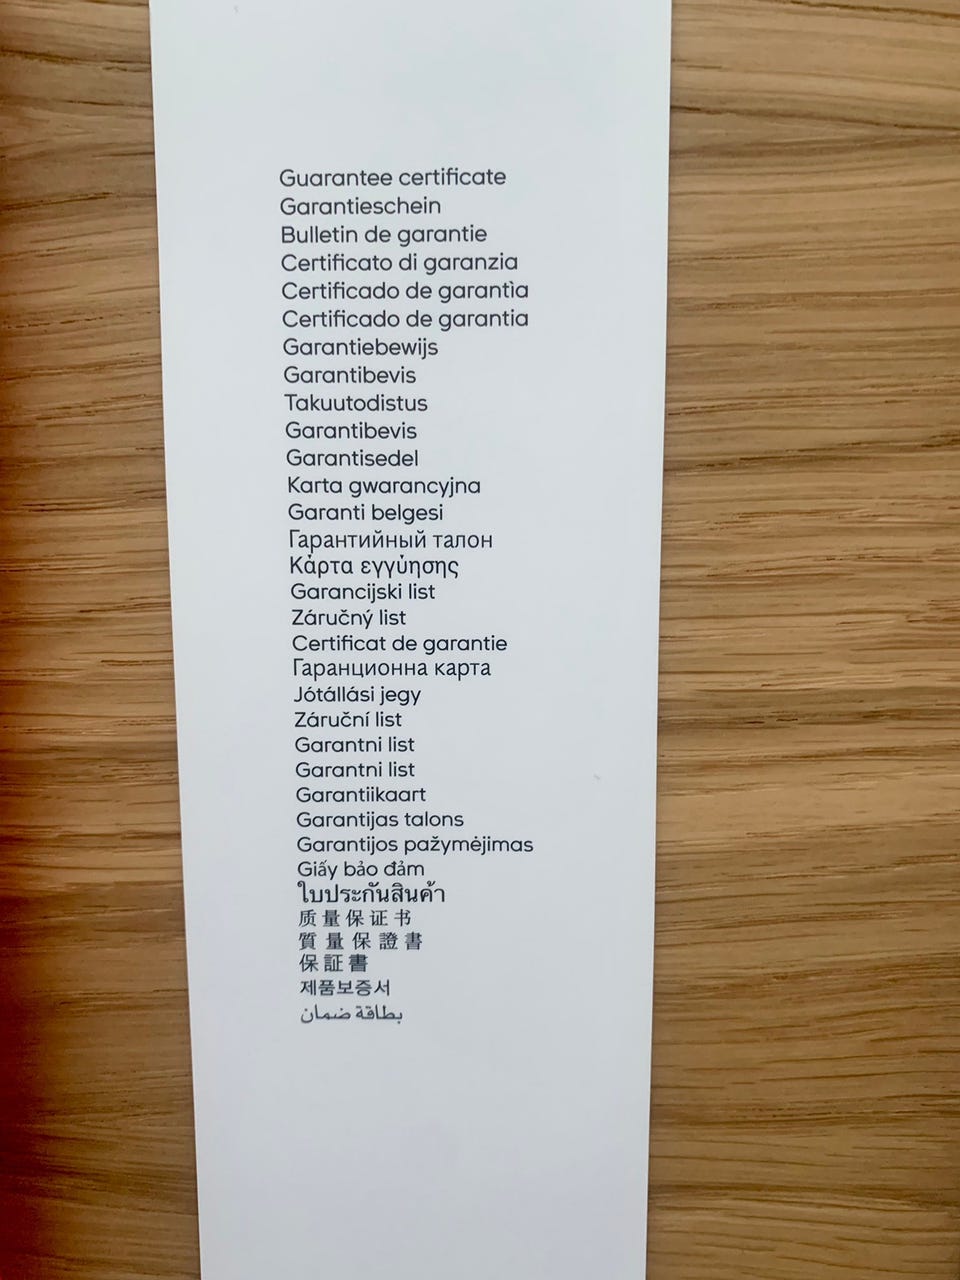 Guarantee certificate
Garantieschein
Bulletin de garantie
Certificato di garanzia
Certificado de garantìa
Certificado de garantia
Garantiebewijs
Garantibevis
Takuutodistus
Garantibevis
Garantisedel
Karta gwarancyjna
Garanti belgesi
Гарантийный талон
Κάρτα εγγύησης
Garancijski list
Záručný list
Certificat de garantie
Гаранционна карта
Jótállási jegy
Záruční list
Garantni list
Garantni list
Garantiikaart
Garantijas talons
Garantijos pažymėjimas
Giấy bảo đảm
ใบประกันสินค้า
质量保证书
質量保證書
保証書
제품보증서
بطاقة ضمان